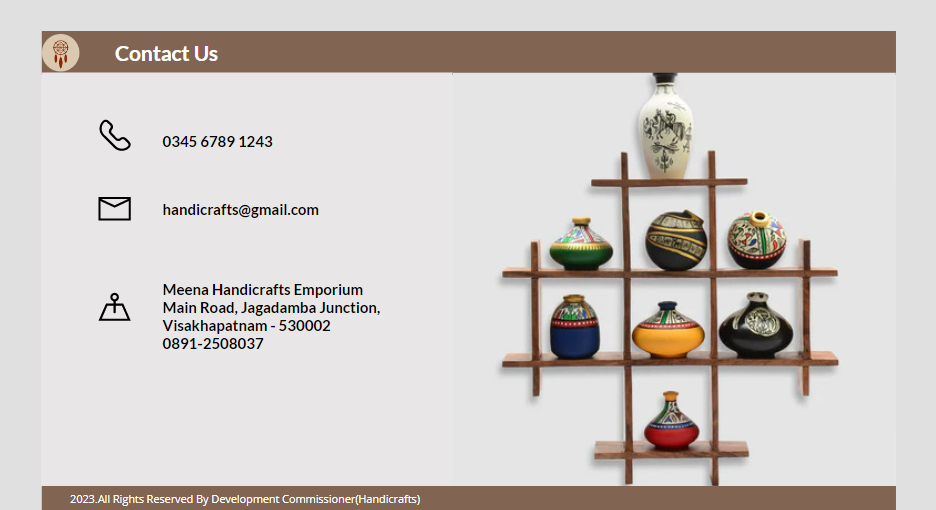 Contact Us
0345 6789 1243
handicrafts@gmail.com
Meena Handicrafts Emporium
Main Road, Jagadamba Junction,
Visakhapatnam - 530002
0891-2508037
2023.All Rights Reserved By Development Commissioner(Handicrafts)